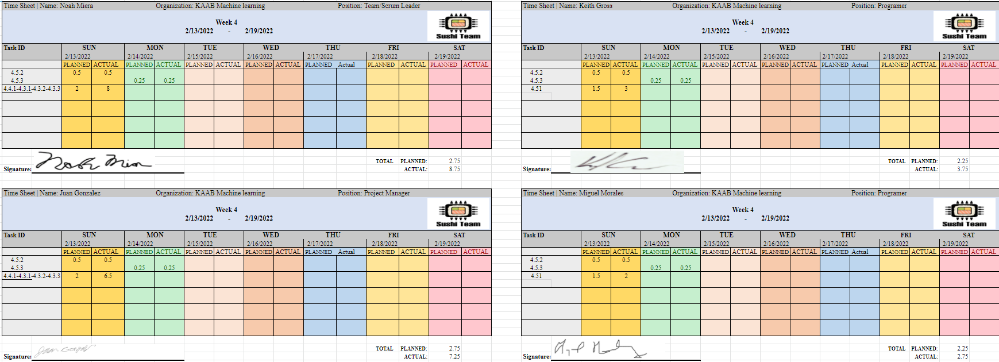 Time Sheet | Name: Noah Miera Organization: KAAB Machine learning Position: Team/Scrum Leader
Week 4
2/13/2022 - 2/19/2022
Sushi Team
Task ID SUN MON TUE WED THU FRI SAT
2/13/2022 2/14/2022 2/15/2022 2/16/2022 2/17/2022 2/18/2022 2/19/2022
PLANNED ACTUAL PLANNED ACTUAL PLANNED ACTUAL PLANNED ACTUAL PLANNED Actual PLANNED ACTUAL PLANNED ACTUAL
4.5.2 0.5 0.5
4.5.3 0.25 0.25
4.4.1-4.3.1-4.3.2-4.3.3 2 8
TOTAL PLANNED: 2.75
Signature: Noah Miera ACTUAL: 8.75
Time Sheet | Name: Keith Gross Organization: KAAB Machine learning Position: Programer
Week 4
2/13/2022 - 2/19/2022
Sushi Team
Task ID SUN MON TUE WED THU FRI SAT
2/13/2022 2/14/2022 2/15/2022 2/16/2022 2/17/2022 2/18/2022 2/19/2022
PLANNED ACTUAL PLANNED ACTUAL PLANNED ACTUAL PLANNED ACTUAL PLANNED Actual PLANNED ACTUAL PLANNED ACTUAL
4.5.2 0.5 0.5
4.5.3 0.25 0.25
4.51 1.5 3
TOTAL PLANNED: 2.25
Signature: ACTUAL: 3.75
Time Sheet | Name: Juan Gonzalez Organization: KAAB Machine learning Position: Project Manager
Week 4
2/13/2022 - 2/19/2022
Sushi Team
Task ID SUN MON TUE WED THU FRI SAT
2/13/2022 2/14/2022 2/15/2022 2/16/2022 2/17/2022 2/18/2022 2/19/2022
PLANNED ACTUAL PLANNED ACTUAL PLANNED ACTUAL PLANNED ACTUAL PLANNED Actual PLANNED ACTUAL PLANNED ACTUAL
4.5.2 0.5 0.5
4.5.3 0.25 0.25
4.4.1-4.3.1-4.3.2-4.3.3 2 6.5
TOTAL PLANNED: 2.75
Signature: Juan Gonzalez ACTUAL: 7.25
Time Sheet | Name: Miguel Morales Organization: KAAB Machine learning Position: Programer
Week 4
2/13/2022 - 2/19/2022
Sushi Team
Task ID SUN MON TUE WED THU FRI SAT
2/13/2022 2/14/2022 2/15/2022 2/16/2022 2/17/2022 2/18/2022 2/19/2022
PLANNED ACTUAL PLANNED ACTUAL PLANNED ACTUAL PLANNED ACTUAL PLANNED Actual PLANNED ACTUAL PLANNED ACTUAL
4.5.2 0.5 0.5
4.5.3 0.25 0.25
4.51 1.5 2
TOTAL PLANNED: 2.25
Signature: ACTUAL: 2.75